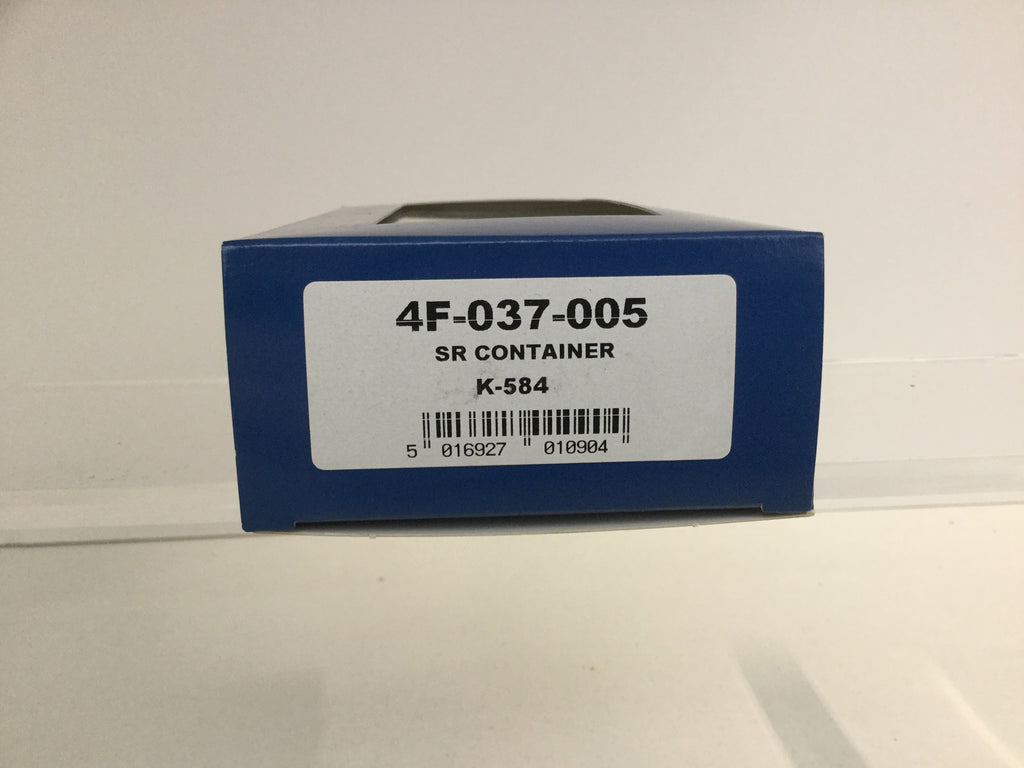 4F-037-005
SR CONTAINER
K-584
5 016927 010904